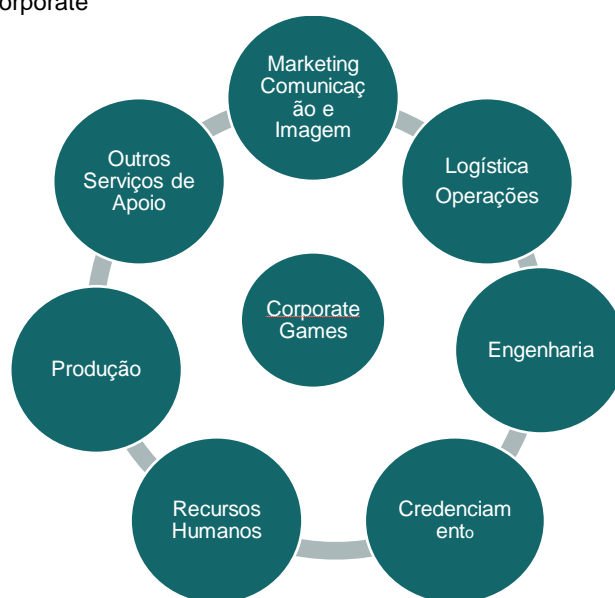 orporate
Marketing
Comunicaç
ão e
Imagem
Outros
Serviços de
Apoio
Logística
Operações
Corporate
Games
Engenharia
Produção
Recursos
Humanos
Credenciam
ento